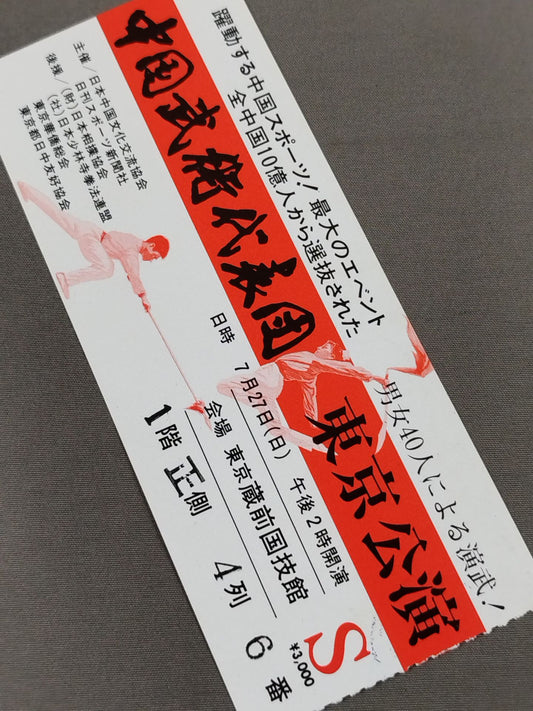 躍動する中国スポーツ！最大のエベント
全中国10億人から選抜された
男女40人による演武！
中国武術代表団
東京公演
主催／日本中国文化交流協会
日刊スポーツ新聞社
後援／(財)日本相撲協会
(社)日本少林寺拳法連盟
東京華僑総会
東京都日中友好協会
日時 7月27日(日) 午後2時開演
会場 東京蔵前国技館
1階 正側 4列 6番
S
¥3,000